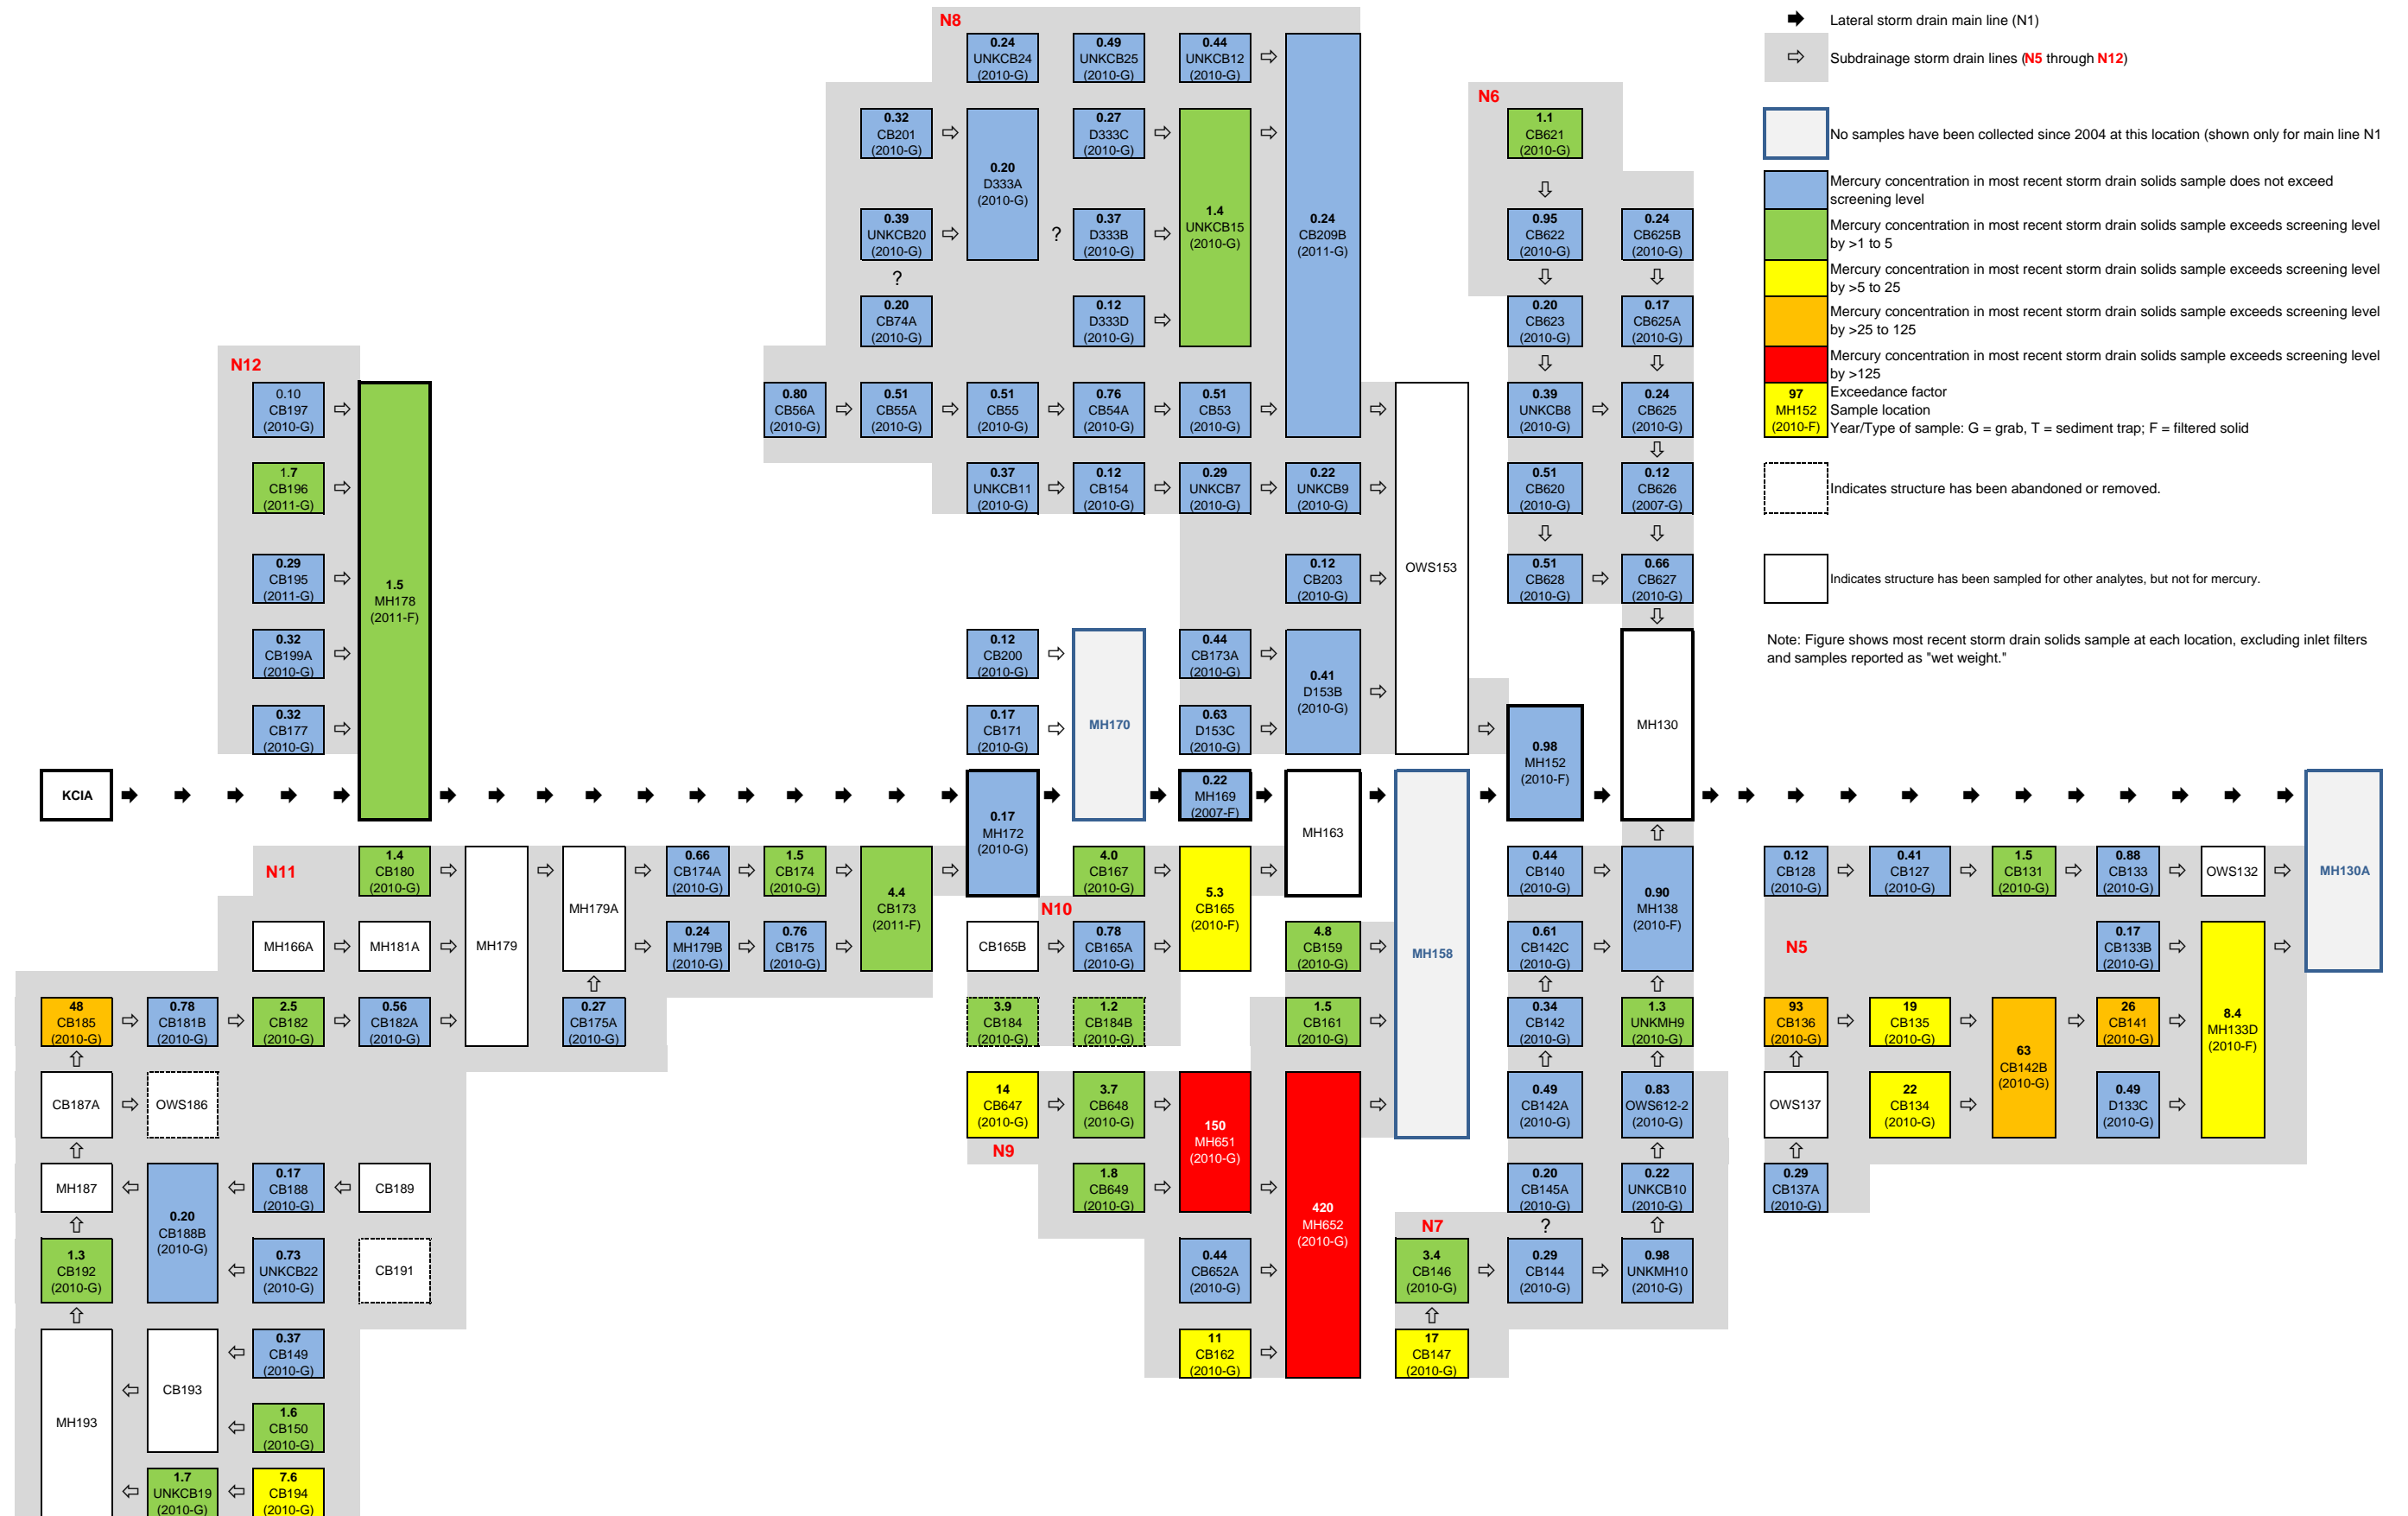 N8
0.24
UNKCB24
(2010-G)
0.49
UNKCB25
(2010-G)
0.44
UNKCB12
(2010-G)
0.32
CB201
(2010-G)
0.20
D333A
(2010-G)
0.27
D333C
(2010-G)
1.4
UNKCB15
(2010-G)
0.24
CB209B
(2011-G)
0.39
UNKCB20
(2010-G)
?
0.37
D333B
(2010-G)
?
0.20
CB74A
(2010-G)
0.12
D333D
(2010-G)
0.80
CB56A
(2010-G)
0.51
CB55A
(2010-G)
0.51
CB55
(2010-G)
0.76
CB54A
(2010-G)
0.51
CB53
(2010-G)
0.37
UNKCB11
(2010-G)
0.12
CB154
(2010-G)
0.29
UNKCB7
(2010-G)
0.22
UNKCB9
(2010-G)
0.12
CB203
(2010-G)
OWS153
0.44
CB173A
(2010-G)
0.41
D153B
(2010-G)
0.63
D153C
(2010-G)
N6
1.1
CB621
(2010-G)
0.95
CB622
(2010-G)
0.24
CB625B
(2010-G)
0.20
CB623
(2010-G)
0.17
CB625A
(2010-G)
0.39
UNKCB8
(2010-G)
0.24
CB625
(2010-G)
0.51
CB620
(2010-G)
0.12
CB626
(2007-G)
0.51
CB628
(2010-G)
0.66
CB627
(2010-G)
Lateral storm drain main line (N1)
Subdrainage storm drain lines (N5 through N12)
No samples have been collected since 2004 at this location (shown only for main line N1
Mercury concentration in most recent storm drain solids sample does not exceed
screening level
Mercury concentration in most recent storm drain solids sample exceeds screening level
by >1 to 5
Mercury concentration in most recent storm drain solids sample exceeds screening level
by >5 to 25
Mercury concentration in most recent storm drain solids sample exceeds screening level
by >25 to 125
Mercury concentration in most recent storm drain solids sample exceeds screening level
by >125
97
MH152
(2010-F)
Exceedance factor
Sample location
Year/Type of sample: G = grab, T = sediment trap; F = filtered solid
Indicates structure has been abandoned or removed.
Indicates structure has been sampled for other analytes, but not for mercury.
Note: Figure shows most recent storm drain solids sample at each location, excluding inlet filters
and samples reported as "wet weight."
N12
0.10
CB197
(2010-G)
1.7
CB196
(2011-G)
0.29
CB195
(2011-G)
0.32
CB199A
(2010-G)
0.32
CB177
(2010-G)
1.5
MH178
(2011-F)
0.12
CB200
(2010-G)
0.17
CB171
(2010-G)
MH170
KCIA
0.17
MH172
(2010-G)
0.22
MH169
(2007-F)
MH163
MH158
0.98
MH152
(2010-F)
MH130
MH130A
N11
1.4
CB180
(2010-G)
MH166A
MH181A
MH179
MH179A
0.66
CB174A
(2010-G)
1.5
CB174
(2010-G)
4.4
CB173
(2011-F)
0.24
MH179B
(2010-G)
0.76
CB175
(2010-G)
48
CB185
(2010-G)
0.78
CB181B
(2010-G)
2.5
CB182
(2010-G)
0.56
CB182A
(2010-G)
0.27
CB175A
(2010-G)
CB187A
OWS186
MH187
0.20
CB188B
(2010-G)
0.17
CB188
(2010-G)
CB189
1.3
CB192
(2010-G)
0.73
UNKCB22
(2010-G)
CB191
MH193
CB193
0.37
CB149
(2010-G)
1.6
CB150
(2010-G)
1.7
UNKCB19
(2010-G)
7.6
CB194
(2010-G)
N10
4.0
CB167
(2010-G)
5.3
CB165
(2010-F)
CB165B
0.78
CB165A
(2010-G)
3.9
CB184
(2010-G)
1.2
CB184B
(2010-G)
4.8
CB159
(2010-G)
1.5
CB161
(2010-G)
14
CB647
(2010-G)
3.7
CB648
(2010-G)
150
MH651
(2010-G)
N9
1.8
CB649
(2010-G)
420
MH652
(2010-G)
0.44
CB652A
(2010-G)
11
CB162
(2010-G)
0.44
CB140
(2010-G)
0.90
MH138
(2010-F)
0.61
CB142C
(2010-G)
0.34
CB142
(2010-G)
1.3
UNKMH9
(2010-G)
0.49
CB142A
(2010-G)
0.83
OWS612-2
(2010-G)
0.20
CB145A
(2010-G)
0.22
UNKCB10
(2010-G)
N7
?
3.4
CB146
(2010-G)
0.29
CB144
(2010-G)
0.98
UNKMH10
(2010-G)
17
CB147
(2010-G)
0.12
CB128
(2010-G)
0.41
CB127
(2010-G)
1.5
CB131
(2010-G)
0.88
CB133
(2010-G)
OWS132
N5
0.17
CB133B
(2010-G)
93
CB136
(2010-G)
19
CB135
(2010-G)
63
CB142B
(2010-G)
26
CB141
(2010-G)
8.4
MH133D
(2010-F)
OWS137
22
CB134
(2010-G)
0.49
D133C
(2010-G)
0.29
CB137A
(2010-G)